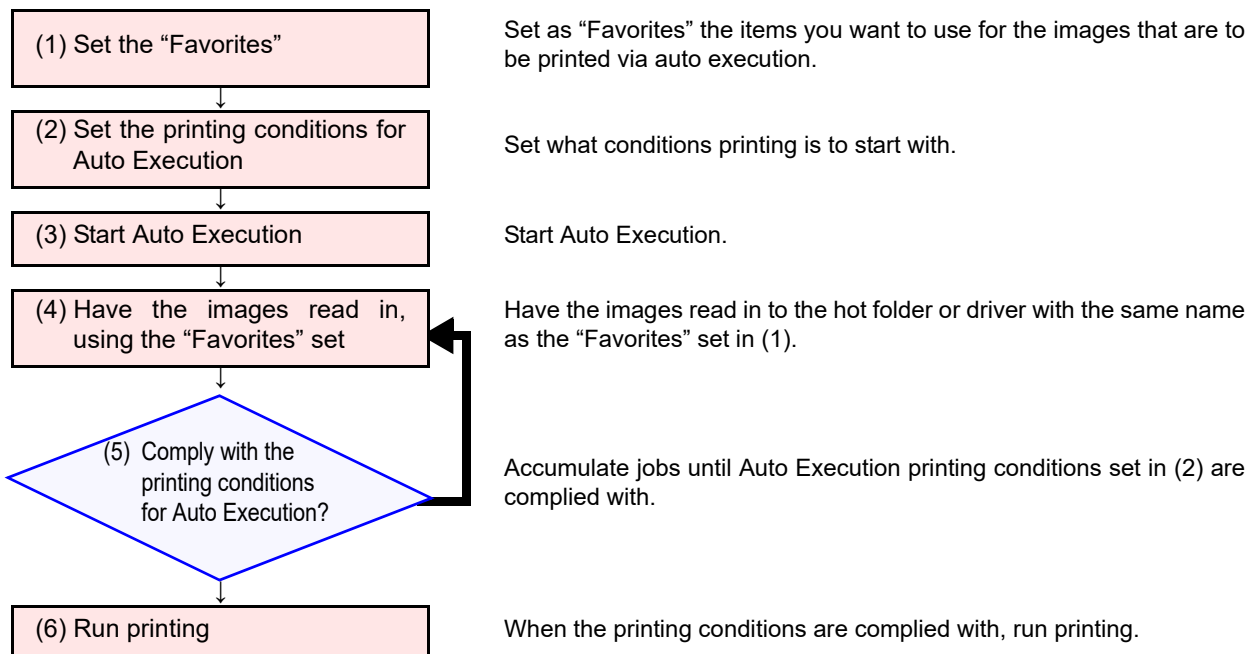 (1) Set the “Favorites”
Set as “Favorites” the items you want to use for the images that are to
be printed via auto execution.
(2) Set the printing conditions for
Auto Execution
Set what conditions printing is to start with.
(3) Start Auto Execution
Start Auto Execution.
(4) Have the images read in,
using the “Favorites” set
Have the images read in to the hot folder or driver with the same name
as the “Favorites” set in (1).
(5) Comply with the
printing conditions
for Auto Execution?
Accumulate jobs until Auto Execution printing conditions set in (2) are
complied with.
(6) Run printing
When the printing conditions are complied with, run printing.